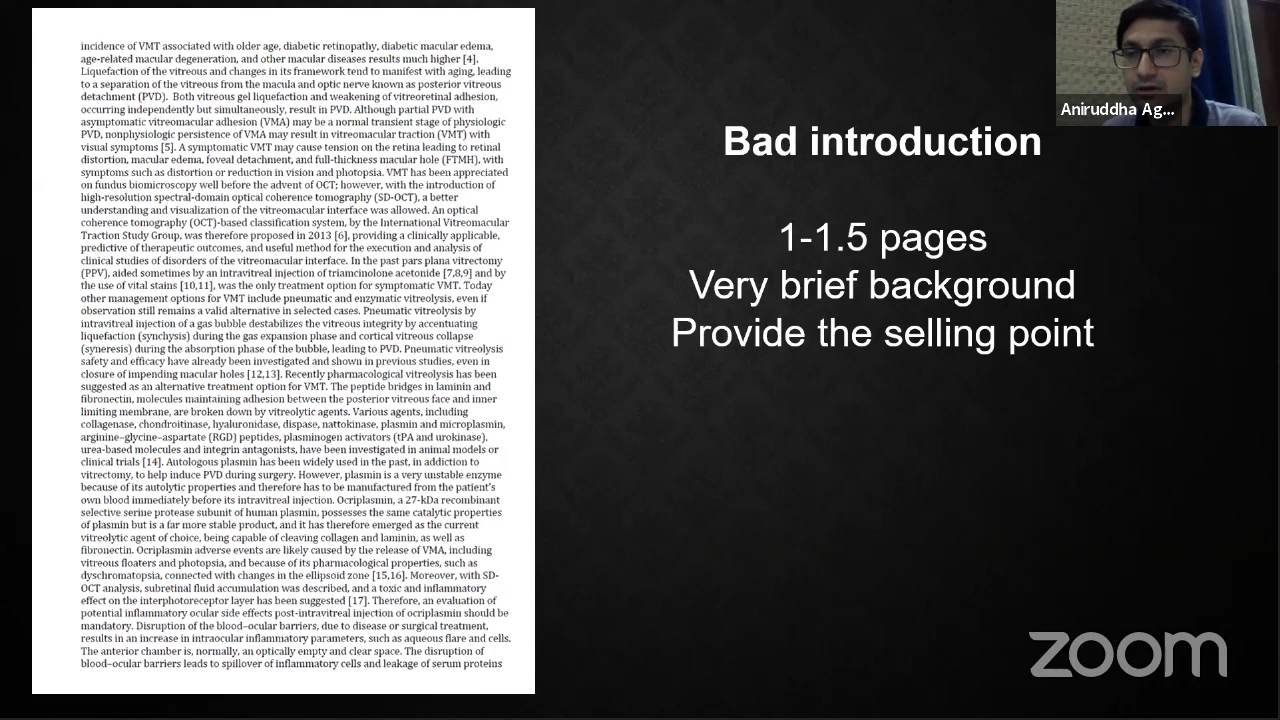 incidence of VMT associated with older age, diabetic retinopathy, diabetic macular edema,
age-related macular degeneration, and other macular diseases results much higher [4].
Liquefaction of the vitreous and changes in its framework tend to manifest with aging, leading
to a separation of the vitreous from the macula and optic nerve known as posterior vitreous
detachment (PVD). Both vitreous gel liquefaction and weakening of vitreoretinal adhesion,
occurring independently but simultaneously, result in PVD. Although partial PVD with
asymptomatic vitreomacular adhesion (VMA) may be a normal transient stage of physiologic
PVD, nonphysiologic persistence of VMA may result in vitreomacular traction (VMT) with
visual symptoms [5]. A symptomatic VMT may cause tension on the retina leading to retinal
distortion, macular edema, foveal detachment, and full-thickness macular hole (FTMH), with
symptoms such as distortion or reduction in vision and photopsia. VMT has been appreciated
on fundus biomicroscopy well before the advent of OCT; however, with the introduction of
high-resolution spectral-domain optical coherence tomography (SD-OCT), a better
understanding and visualization of the vitreomacular interface was allowed. An optical
coherence tomography (OCT)-based classification system, by the International Vitreomacular
Traction Study Group, was therefore proposed in 2013 [6], providing a clinically applicable,
predictive of therapeutic outcomes, and useful method for the execution and analysis of
clinical studies of disorders of the vitreomacular interface. In the past pars plana vitrectomy
(PPV), aided sometimes by an intravitreal injection of triamcinolone acetonide [7,8,9] and by
the use of vital stains [10,11], was the only treatment option for symptomatic VMT. Today
other management options for VMT include pneumatic and enzymatic vitreolysis, even if
observation still remains a valid alternative in selected cases. Pneumatic vitreolysis by
intravitreal injection of a gas bubble destabilizes the vitreous integrity by accentuating
liquefaction (synchysis) during the gas expansion phase and cortical vitreous collapse
(syneresis) during the absorption phase of the bubble, leading to PVD. Pneumatic vitreolysis
safety and efficacy have already been investigated and shown in previous studies, even in
closure of impending macular holes [12,13]. Recently pharmacological vitreolysis has been
suggested as an alternative treatment option for VMT. The peptide bridges in laminin and
fibronectin, molecules maintaining adhesion between the posterior vitreous face and inner
limiting membrane, are broken down by vitreolytic agents. Various agents, including
collagenase, chondroitinase, hyaluronidase, dispase, nattokinase, plasmin and microplasmin,
arginine–glycine–aspartate (RGD) peptides, plasminogen activators (tPA and urokinase),
urea-based molecules and integrin antagonists, have been investigated in animal models or
clinical trials [14]. Autologous plasmin has been widely used in the past, in addiction to
vitrectomy, to help induce PVD during surgery. However, plasmin is a very unstable enzyme
because of its autolytic properties and therefore has to be manufactured from the patient's
own blood immediately before its intravitreal injection. Ocriplasmin, a 27-kDa recombinant
selective serine protease subunit of human plasmin, possesses the same catalytic properties
of plasmin but is a far more stable product, and it has therefore emerged as the current
vitreolytic agent of choice, being capable of cleaving collagen and laminin, as well as
fibronectin. Ocriplasmin adverse events are likely caused by the release of VMA, including
vitreous floaters and photopsia, and because of its pharmacological properties, such as
dyschromatopsia, connected with changes in the ellipsoid zone [15,16]. Moreover, with SD-
OCT analysis, subretinal fluid accumulation was described, and a toxic and inflammatory
effect on the interphotoreceptor layer has been suggested [17]. Therefore, an evaluation of
potential inflammatory ocular side effects post-intravitreal injection of ocriplasmin should be
mandatory. Disruption of the blood–ocular barriers, due to disease or surgical treatment,
results in an increase in intraocular inflammatory parameters, such as aqueous flare and cells.
The anterior chamber is, normally, an optically empty and clear space. The disruption of
blood–ocular barriers leads to spillover of inflammatory cells and leakage of serum proteins
Bad introduction
1-1.5 pages
Very brief background
Provide the selling point
Aniruddha Ag...
zoom